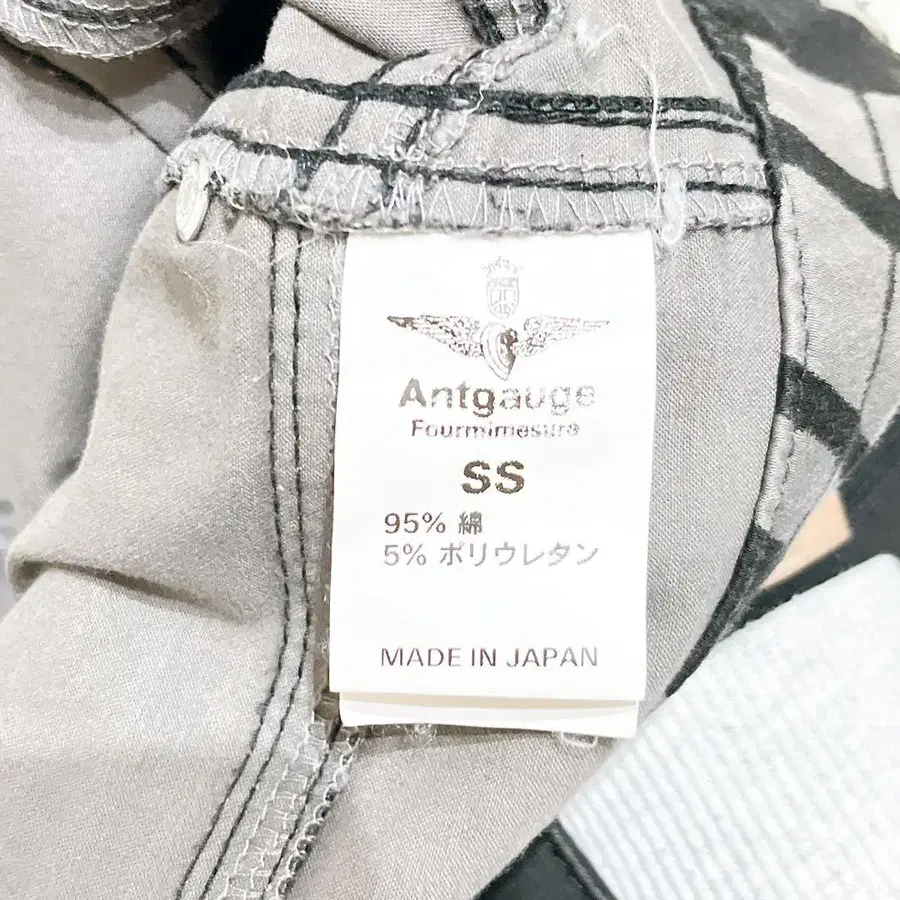 Antgauge
Fourmimesure
SS
95% 綿
5% ポリウレタン
MADE IN JAPAN